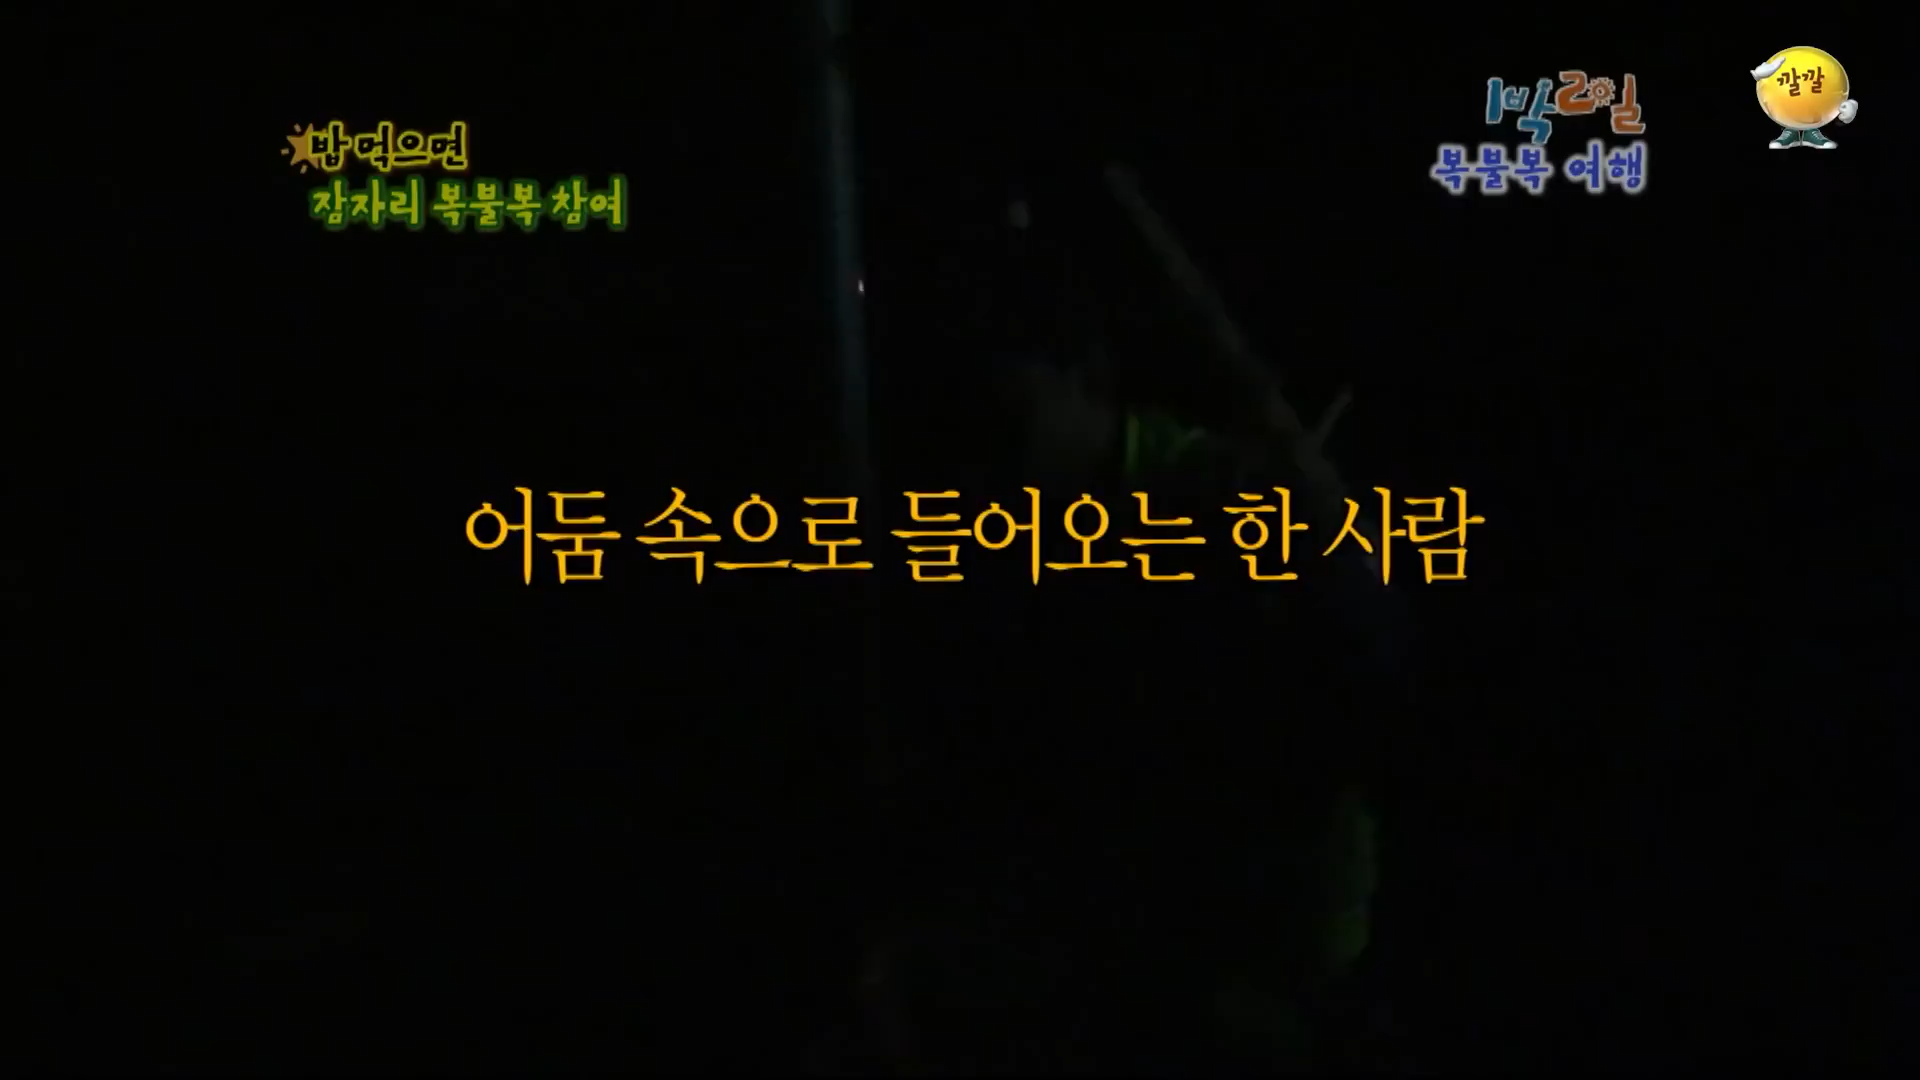 밥 먹으면
잠자리 복불복 참여
1박2일
복불복 여행
깔깔
어둠 속으로 들어오는 한 사람